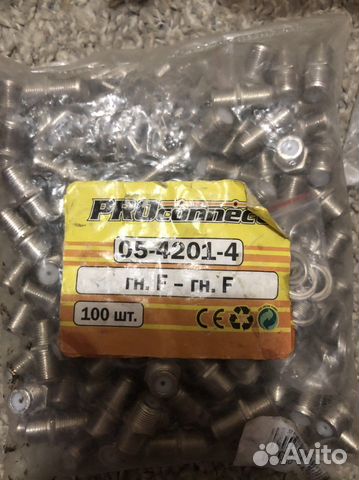 PROconnect
05-4201-4
гн. F – гн. F
100 шт.
CE
Avito